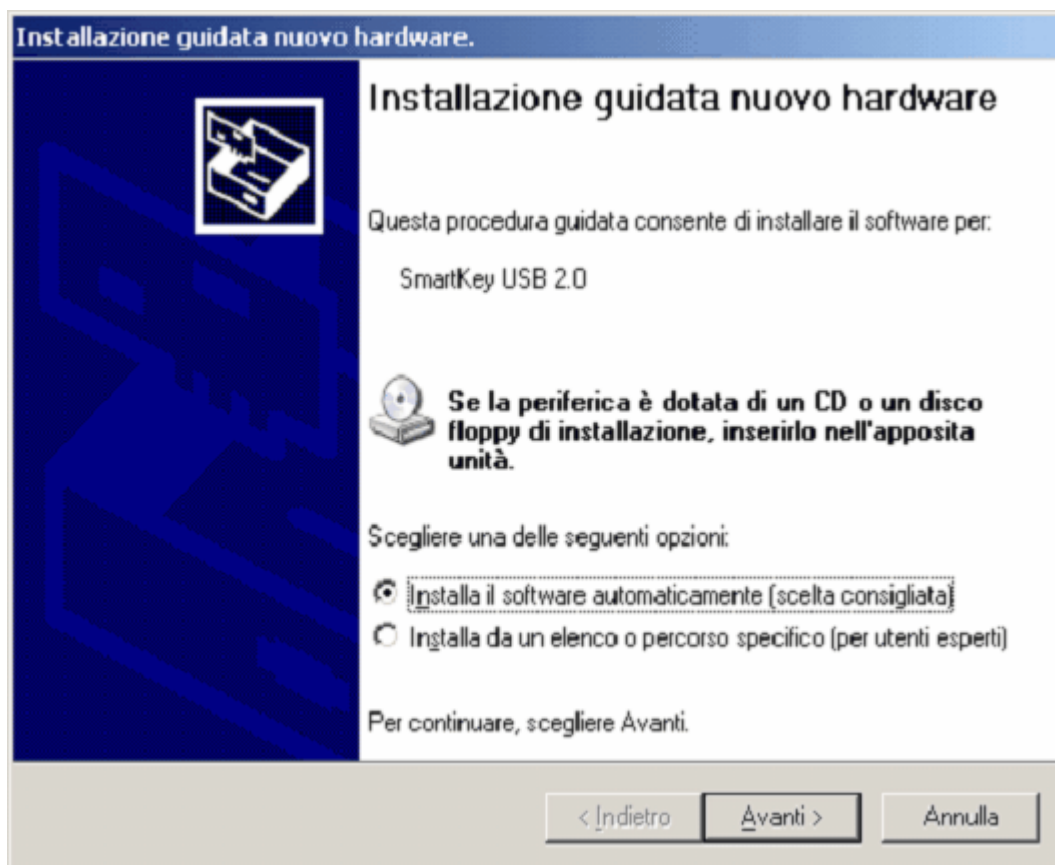 Installazione guidata nuovo hardware.
Installazione guidata nuovo hardware
Questa procedura guidata consente di installare il software per:
SmartKey USB 2.0
Se la periferica è dotata di un CD o un disco
floppy di installazione, inserirlo nell'apposita
unità.
Scegliere una delle seguenti opzioni:
Installa il software automaticamente (scelta consigliata)
Installa da un elenco o percorso specifico (per utenti esperti)
Per continuare, scegliere Avanti.
< Indietro Avanti > Annulla